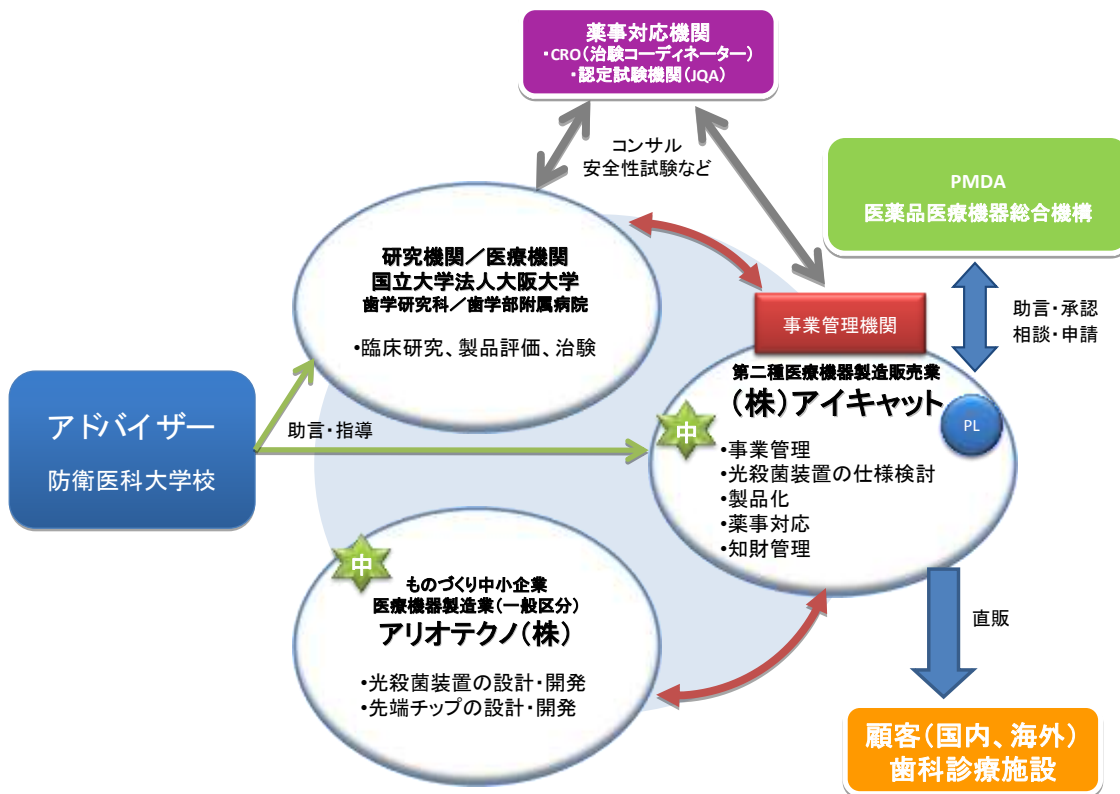 薬事対応機関
・CRO(治験コーディネーター)
・認定試験機関(JQA)
コンサル
安全性試験など
PMDA
医薬品医療機器総合機構
助言・承認
相談・申請
研究機関／医療機関
国立大学法人大阪大学
歯学研究科／歯学部附属病院
•臨床研究、製品評価、治験
事業管理機関
第二種医療機器製造販売業
（株）アイキャット
中
PL
•事業管理
•光殺菌装置の仕様検討
•製品化
•薬事対応
•知財管理
アドバイザー
防衛医科大学校
助言・指導
中
ものづくり中小企業
医療機器製造業(一般区分)
アリオテクノ（株）
•光殺菌装置の設計・開発
•先端チップの設計・開発
直販
顧客（国内、海外）
歯科診療施設